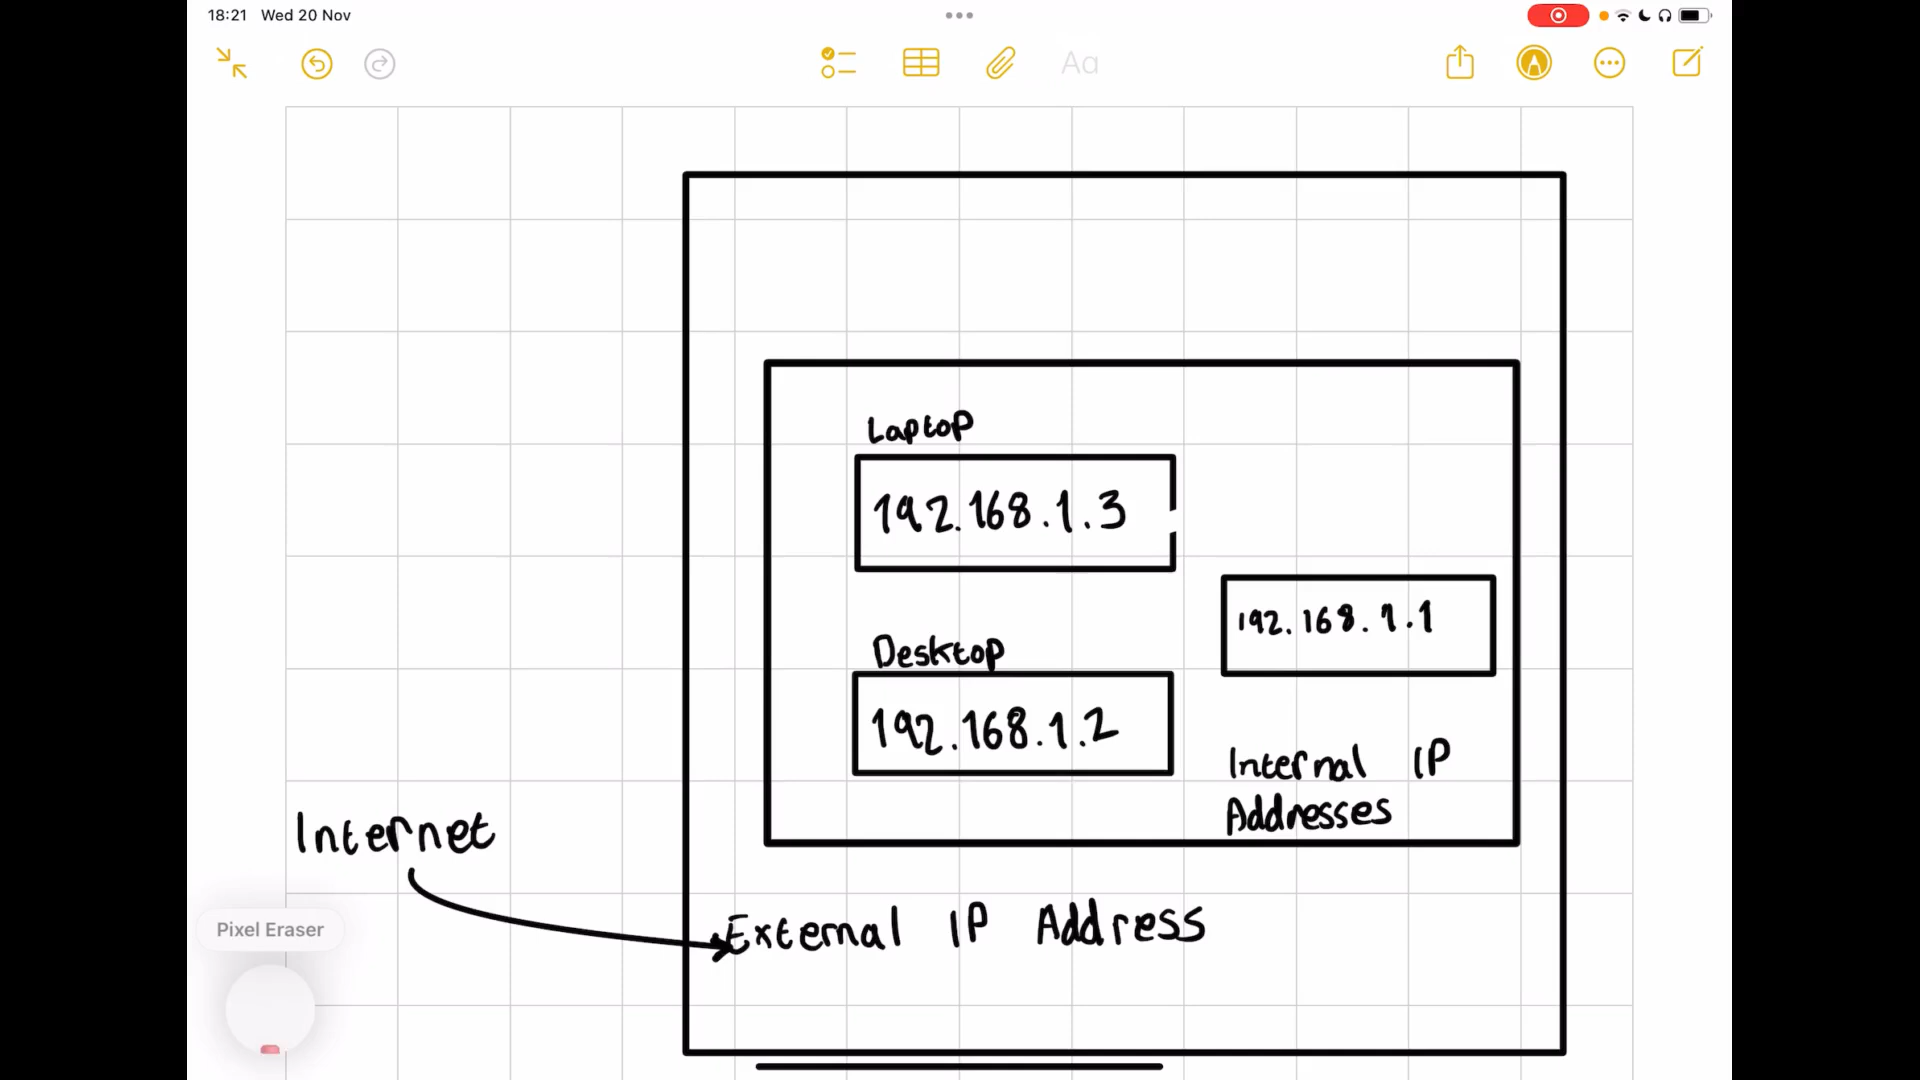 18:21 Wed 20 Nov
Aa
Laptop
192.168.1.3
192.168.1.1
Desktop
192.168.1.2
Internal IP
Addresses
Internet
External IP Address
Pixel Eraser